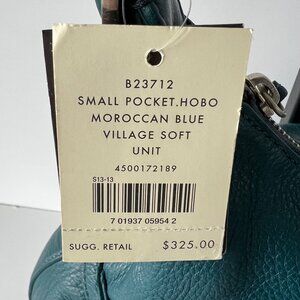 B23712
SMALL POCKET.HOBO
MOROCCAN BLUE
VILLAGE SOFT
UNIT
4500172189
S13-13
7 01937 05954 2
SUGG. RETAIL $325.00